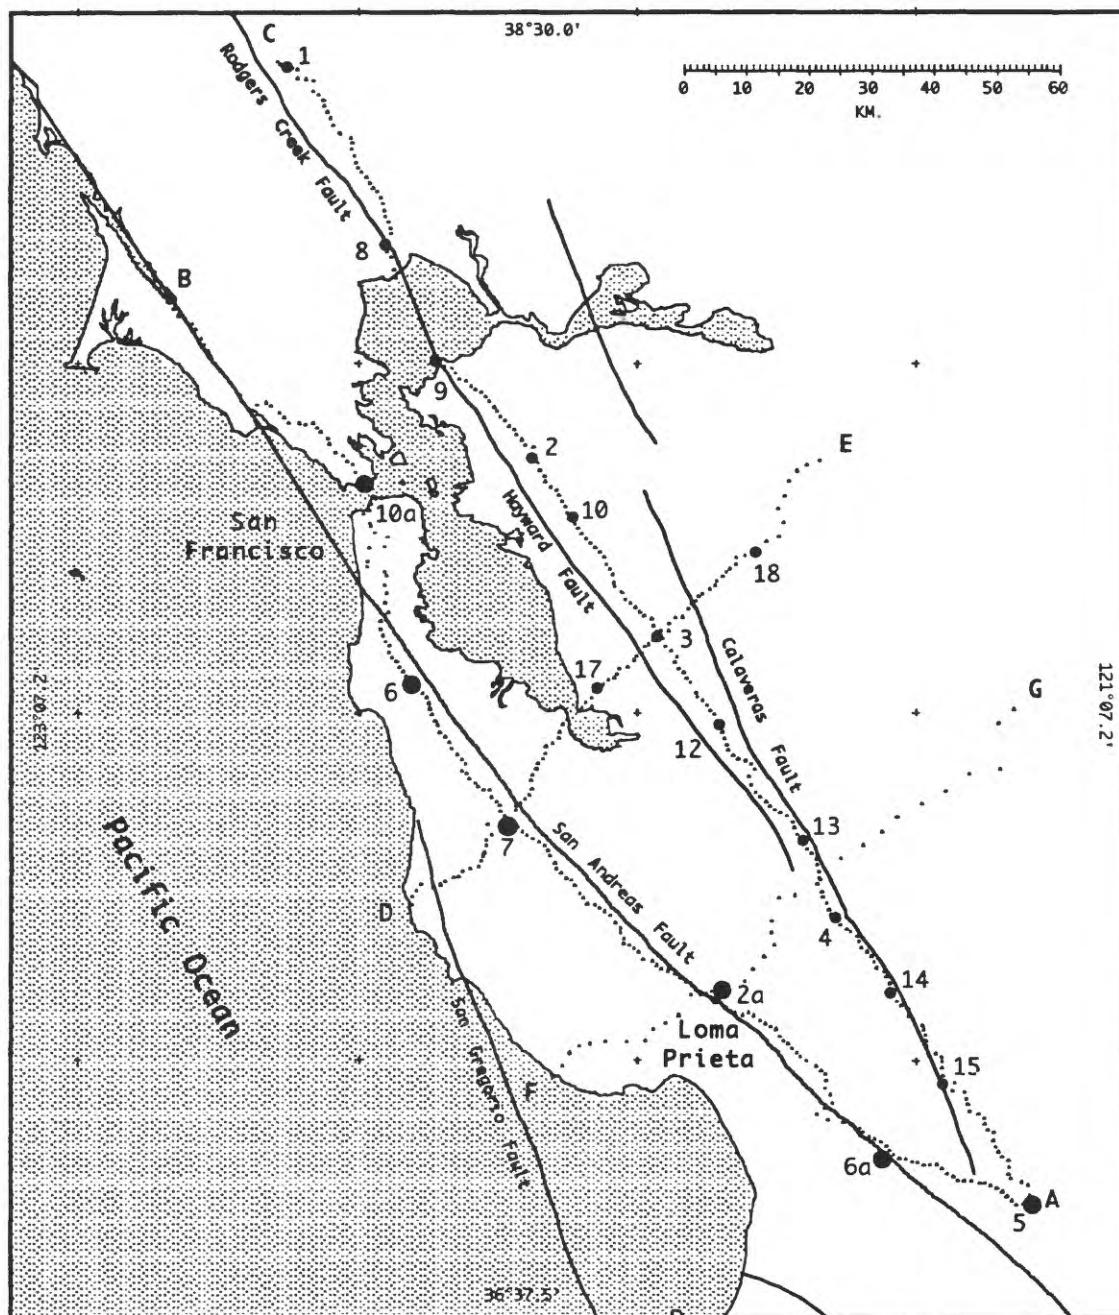 38°30.0'
C
1
Rodgers Creek Fault
0 10 20 30 40 50 60
KM.
8
B
9
2
E
10
10a
San
Francisco
Hayward Fault
18
3
17
Calaveras Fault
6
G
123°07.2'
121°07.2'
12
13
7
San Andreas Fault
Pacific Ocean
D
4
14
2a
Loma
Prieta
15
San Gregorio Fault
F
6a
A
5
36°37.5'